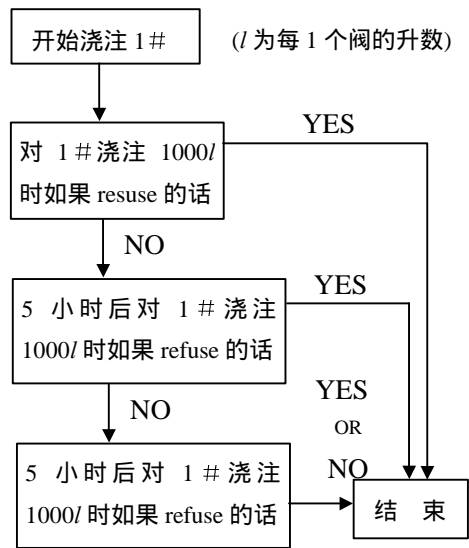 开始浇注 1＃ (l 为每 1 个阀的升数)
YES
对 1＃浇注 1000l
时如果 resuse 的话
NO
YES
5 小时后对 1＃浇注
1000l 时如果 refuse 的话
YES
NO
OR
NO
5 小时后对 1＃浇注
1000l 时如果 refuse 的话
结 束